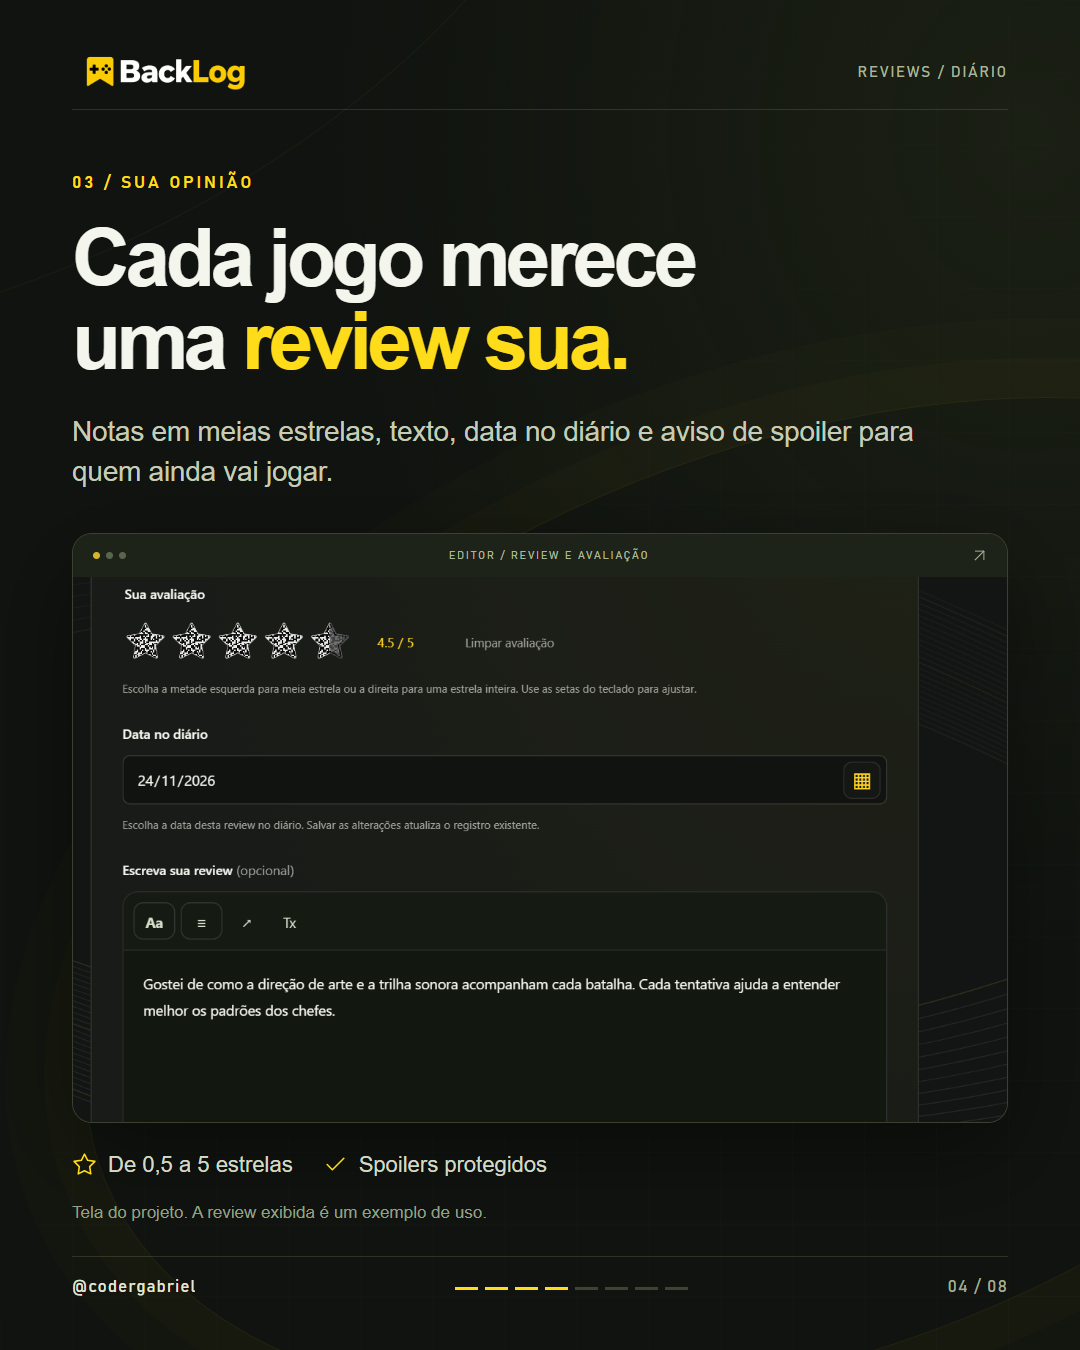 BackLog
REVIEWS / DIÁRIO
03 / SUA OPINIÃO
Cada jogo merece
uma review sua.
Notas em meias estrelas, texto, data no diário e aviso de spoiler para
quem ainda vai jogar.
EDITOR / REVIEW E AVALIAÇÃO
Sua avaliação
4.5 / 5
Limpar avaliação
Escolha a metade esquerda para meia estrela ou a direita para uma estrela inteira. Use as setas do teclado para ajustar.
Data no diário
24/11/2026
Escolha a data desta review no diário. Salvar as alterações atualiza o registro existente.
Escreva sua review (opcional)
Aa
Tx
Gostei de como a direção de arte e a trilha sonora acompanham cada batalha. Cada tentativa ajuda a entender
melhor os padrões dos chefes.
De 0,5 a 5 estrelas
Spoilers protegidos
Tela do projeto. A review exibida é um exemplo de uso.
@codergabriel
04 / 08